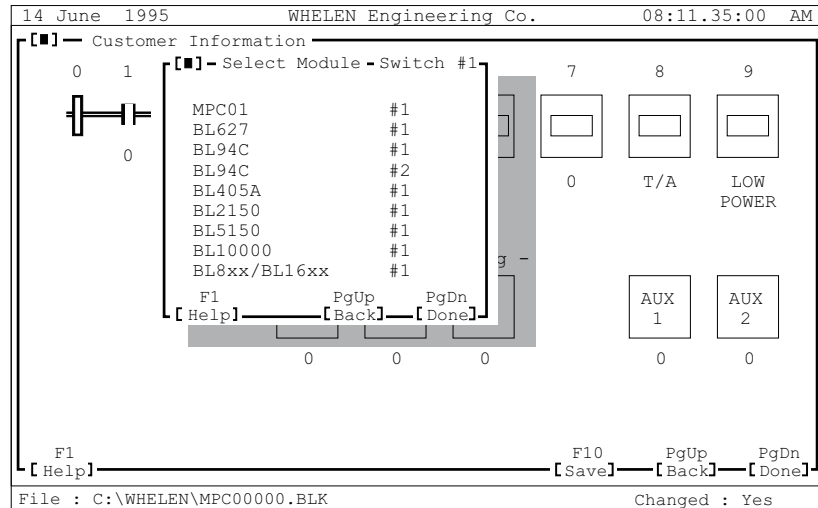 14 June 1995 WHELEN Engineering Co. 08:11.35:00 AM
[■] Customer Information
[■] Select Module - Switch #1
0 1 7 8 9
MPC01 #1
BL627 #1
BL94C #1
0
BL94C #2
0 T/A LOW
BL405A #1
POWER
BL2150 #1
BL5150 #1
BL10000 #1
g -
BL8xx/BL16xx #1
F1 PgUp PgDn
[Help] [Back] [Done]
AUX AUX
1 2
0 0 0 0 0
F1 F10 PgUp PgDn
[Help] [Save] [Back] [Done]
File : C:\WHELEN\MPC00000.BLK Changed : Yes